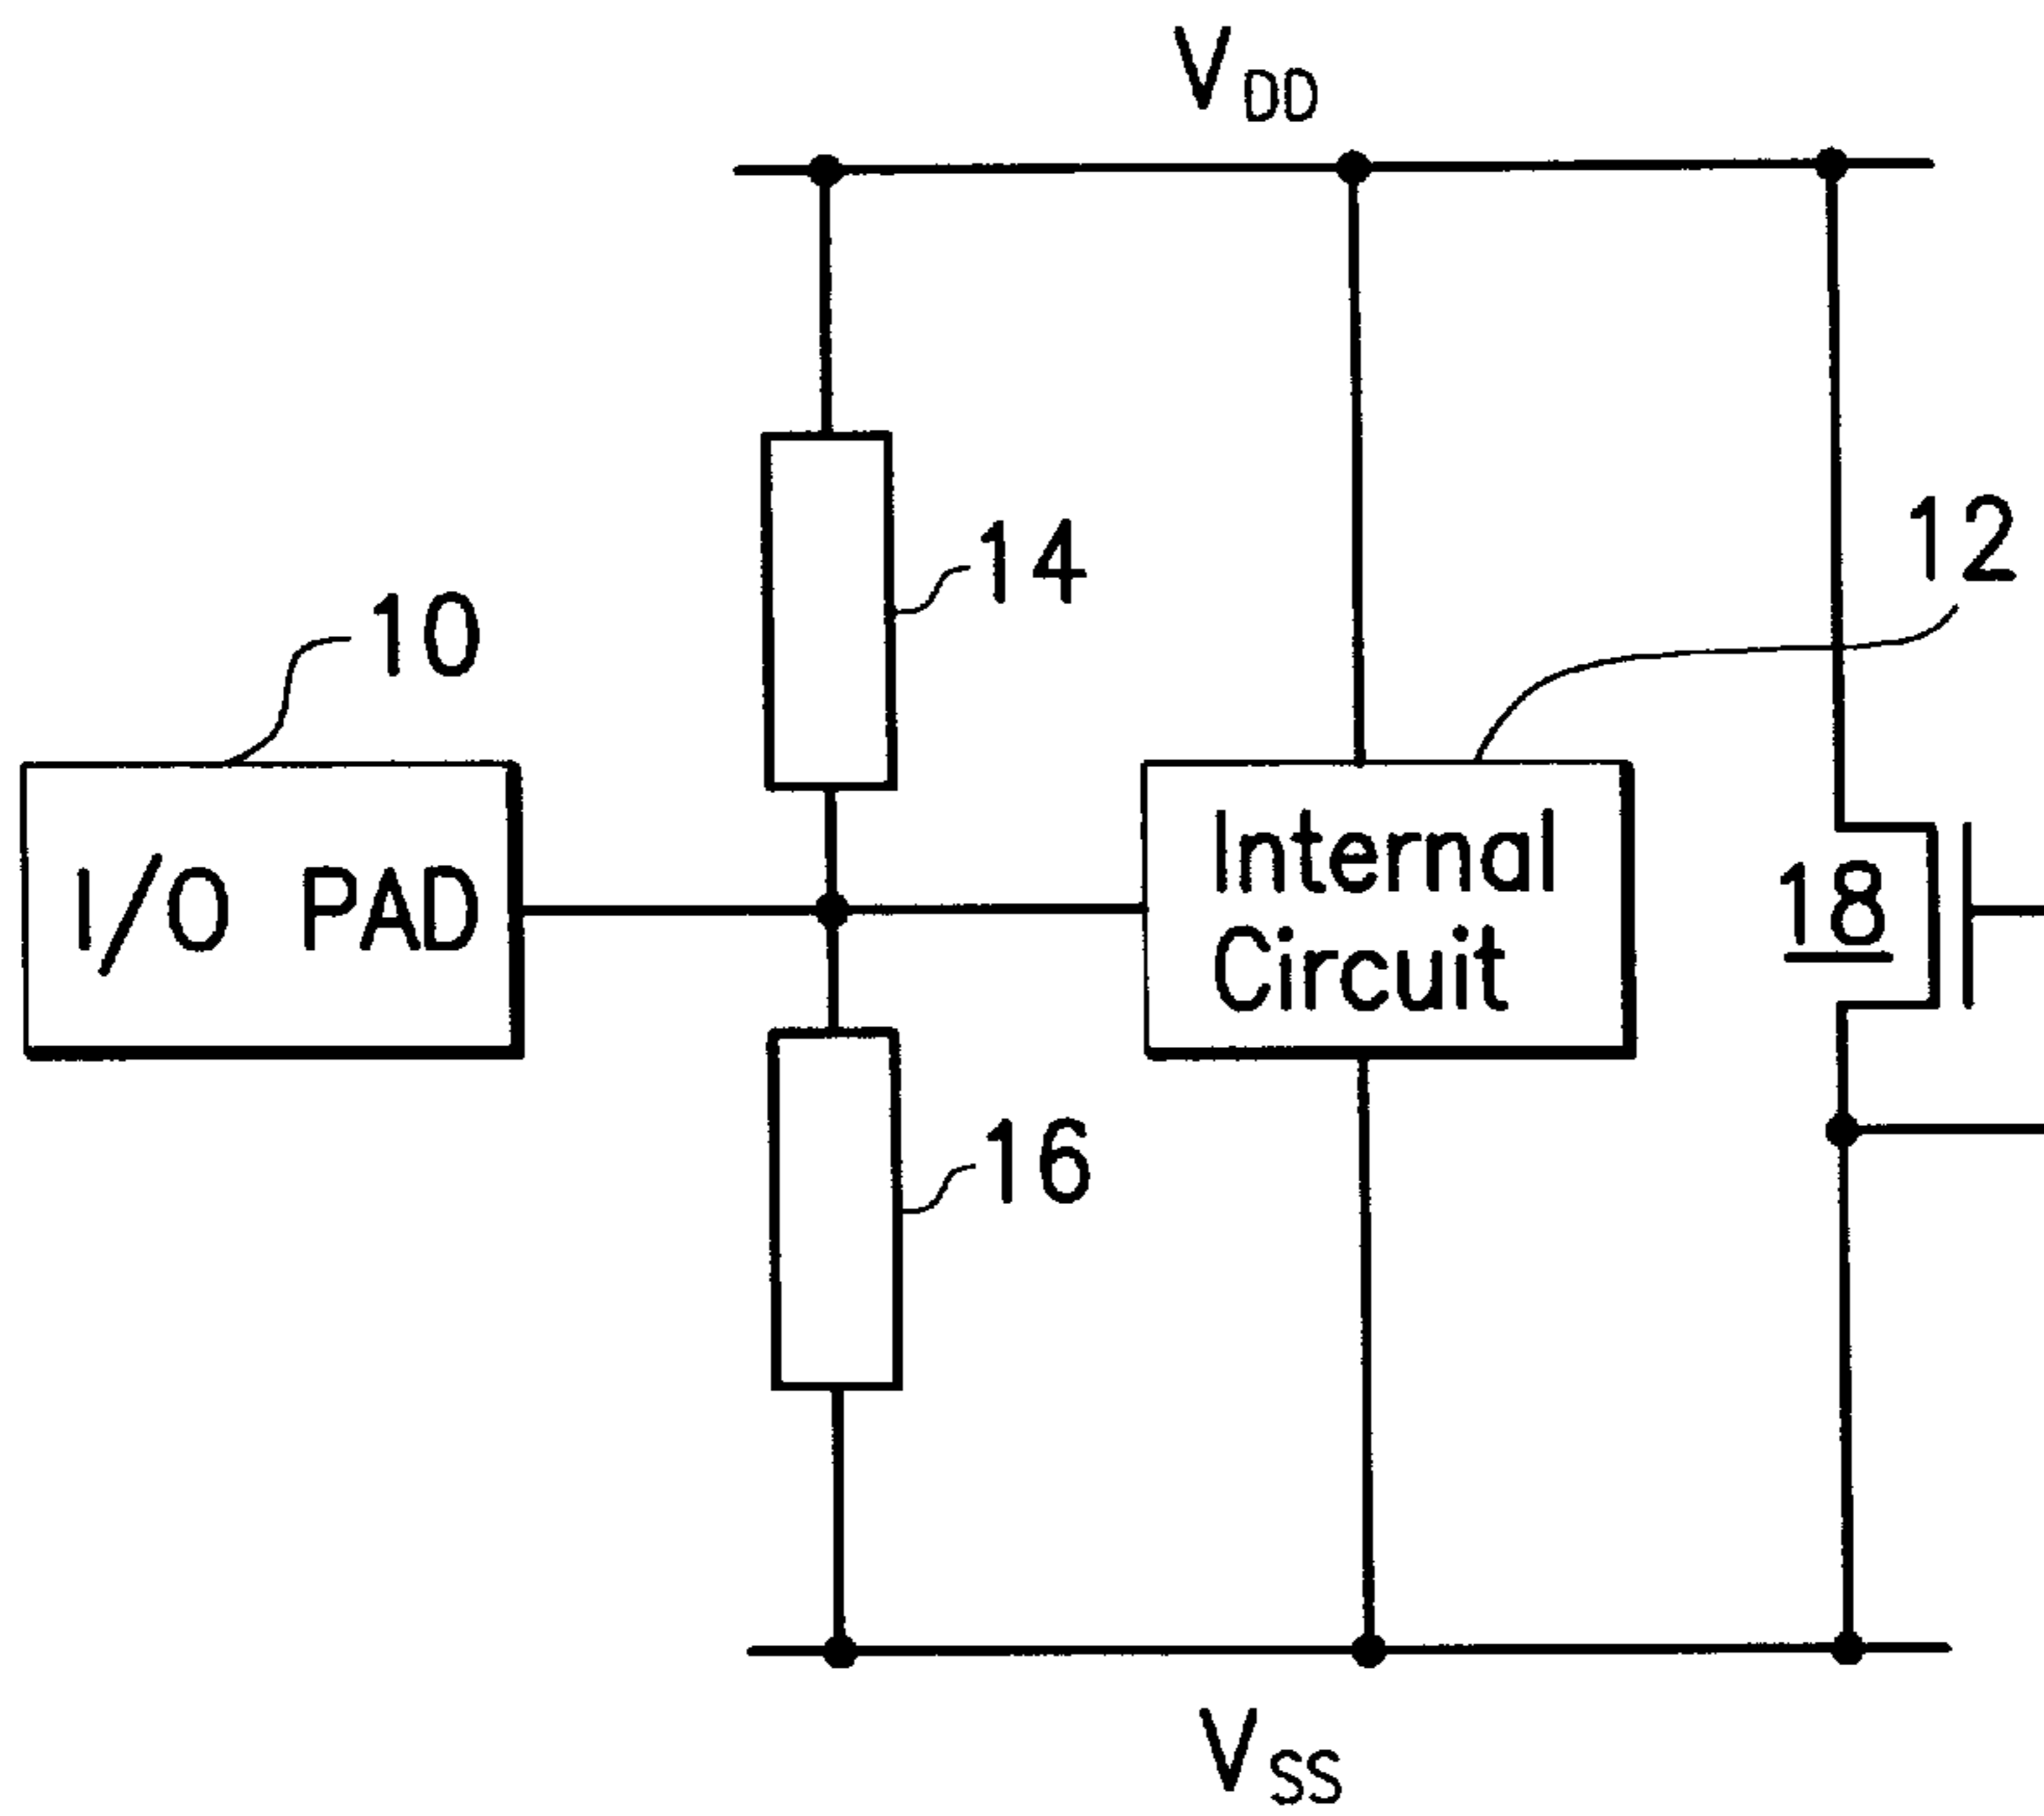 VDD
14
12
10
I/O PAD
Internal
Circuit
18
16
VSS